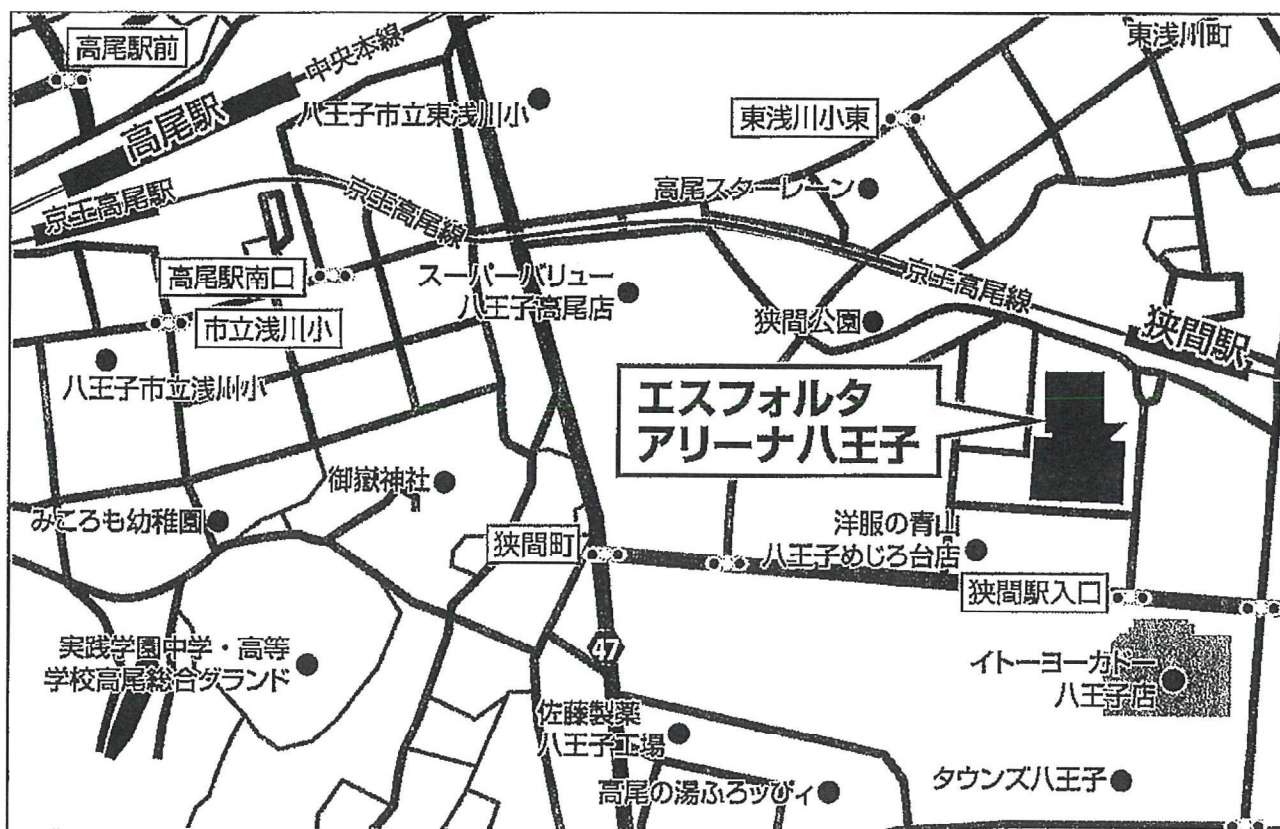 高尾駅前
中央本線
東浅川町
高尾駅
八王子市立東浅川小
東浅川小東
京王高尾駅
京王高尾線
高尾スターレーン
高尾駅南口
スーパーバリュー
八王子高尾店
京王高尾線
市立浅川小
狭間公園
狭間駅
八王子市立浅川小
エスフォルタ
アリーナ八王子
御嶽神社
みころも幼稚園
狭間町
洋服の青山
八王子めじろ台店
狭間駅入口
実践学園中学・高等
学校高尾総合グランド
47
イトーヨーカドー
八王子店
佐藤製薬
八王子工場
高尾の湯ふろッぴィ
タウンズ八王子